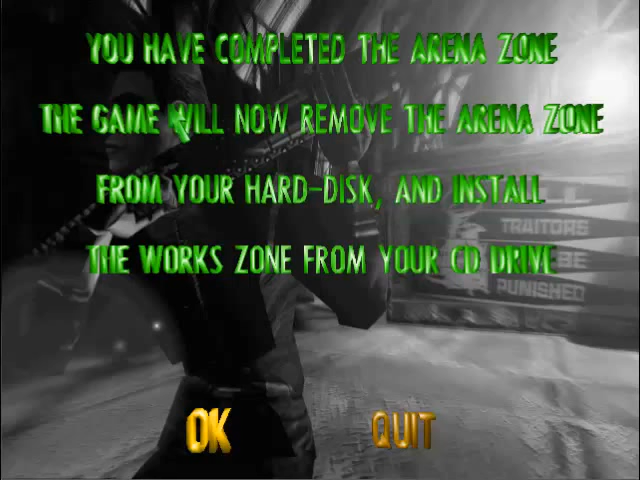 YOU HAVE COMPLETED THE ARENA ZONE
THE GAME WILL NOW REMOVE THE ARENA ZONE
FROM YOUR HARD-DISK, AND INSTALL
THE WORKS ZONE FROM YOUR CD DRIVE
TRAITORS
BE
PUNISHED
OK
QUIT